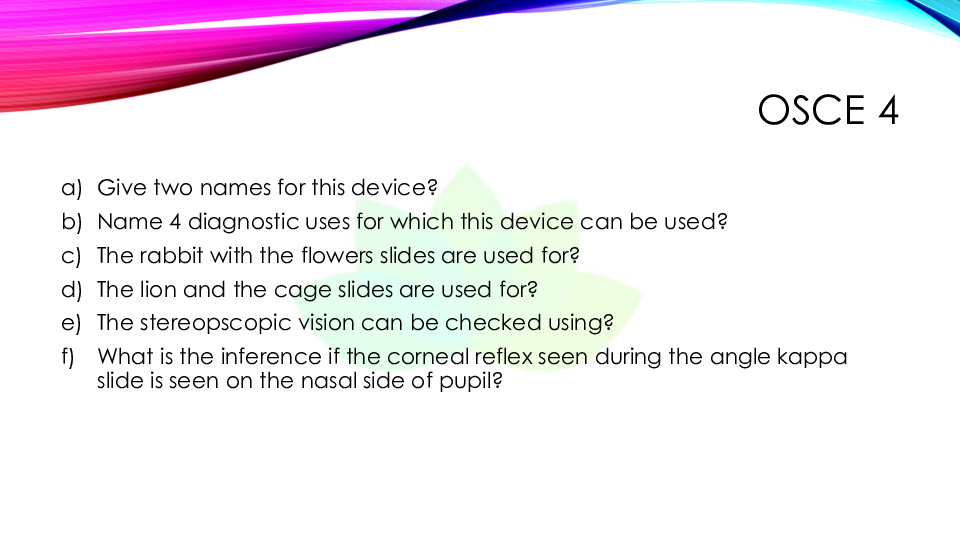 OSCE 4
a) Give two names for this device?
b) Name 4 diagnostic uses for which this device can be used?
c) The rabbit with the flowers slides are used for?
d) The lion and the cage slides are used for?
e) The stereopscopic vision can be checked using?
f) What is the inference if the corneal reflex seen during the angle kappa
slide is seen on the nasal side of pupil?